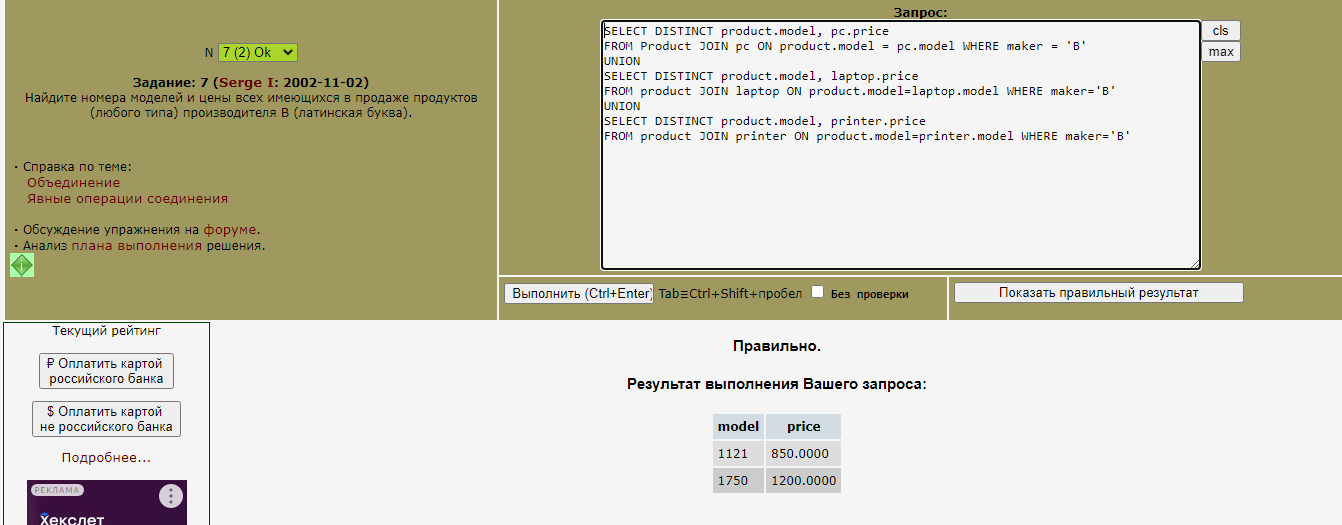 N 7 (2) Ok
Задание: 7 (Serge I: 2002-11-02)
Найдите номера моделей и цены всех имеющихся в продаже продуктов
(любого типа) производителя B (латинская буква).
· Справка по теме:
Объединение
Явные операции соединения
· Обсуждение упражнения на форуме.
· Анализ плана выполнения решения.
Запрос:
SELECT DISTINCT product.model, pc.price
FROM Product JOIN pc ON product.model = pc.model WHERE maker = 'B'
UNION
SELECT DISTINCT product.model, laptop.price
FROM product JOIN laptop ON product.model=laptop.model WHERE maker='B'
UNION
SELECT DISTINCT product.model, printer.price
FROM product JOIN printer ON product.model=printer.model WHERE maker='B'
cls
max
Выполнить (Ctrl+Enter) Tab≡Ctrl+Shift+пробел Без проверки
Показать правильный результат
Текущий рейтинг
₽ Оплатить картой
российского банка
$ Оплатить картой
не российского банка
Подробнее...
РЕКЛАМА
Хекслет
Правильно.
Результат выполнения Вашего запроса:
model price
1121 850.0000
1750 1200.0000